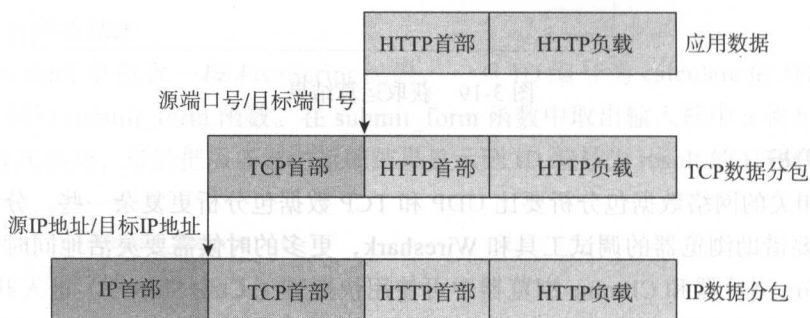 HTTP首部 HTTP负载 应用数据
源端口号/目标端口号
TCP首部 HTTP首部 HTTP负载 TCP数据分包
源IP地址/目标IP地址
IP首部 TCP首部 HTTP首部 HTTP负载 IP数据分包